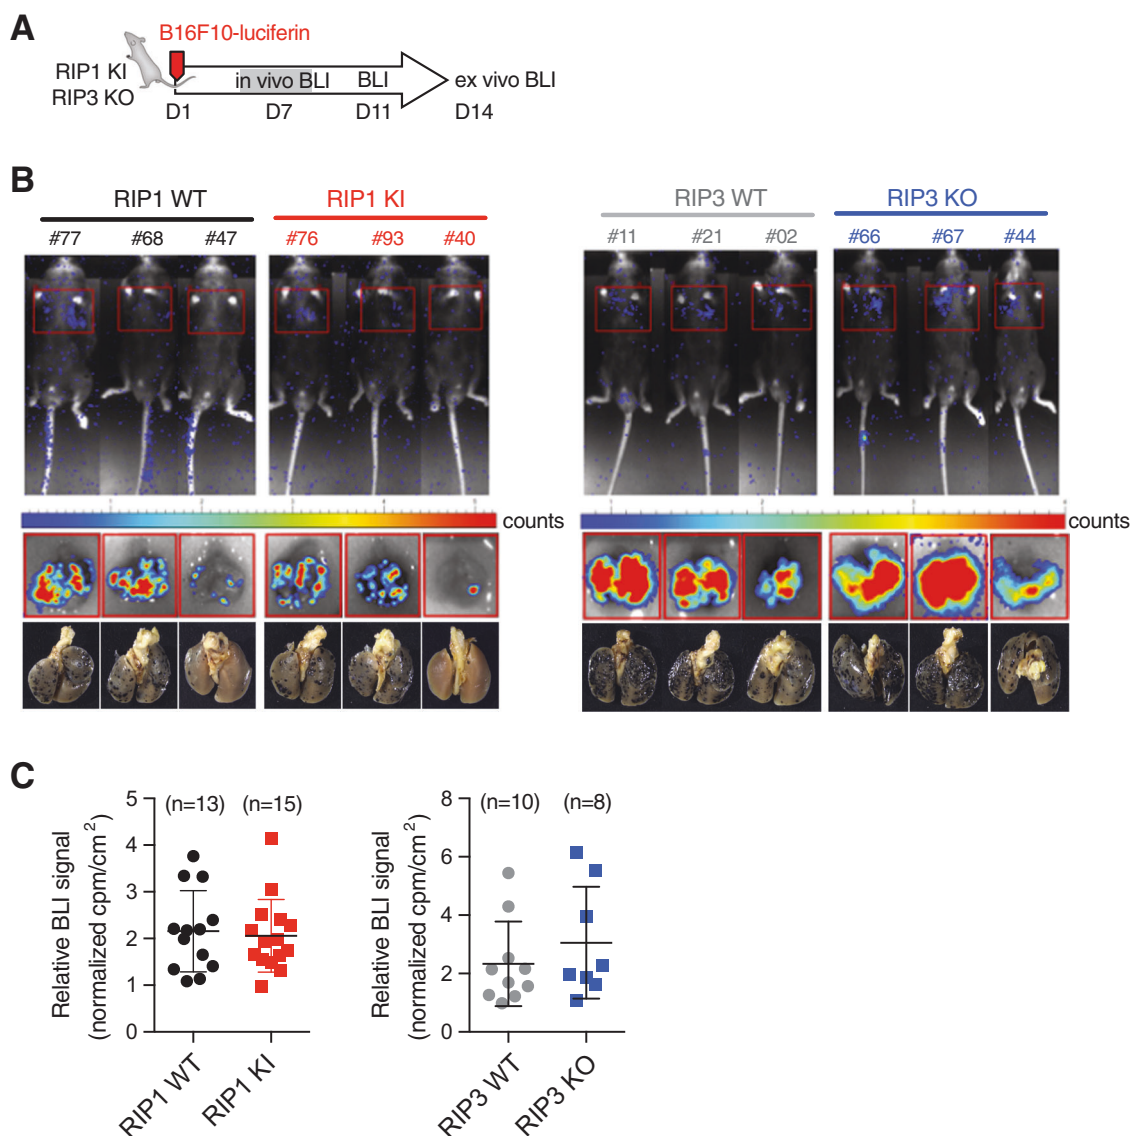 A
B16F10-luciferin
RIP1 KI
RIP3 KO
in vivo BLI
BLI
ex vivo BLI
D1
D7
D11
D14
B
RIP1 WT
RIP1 KI
RIP3 WT
RIP3 KO
#77
#68
#47
#76
#93
#40
#11
#21
#02
#66
#67
#44
counts
counts
C
Relative BLI signal
(normalized cpm/cm²)
5
4
3
2
1
0
(n=13)
(n=15)
RIP1 WT
RIP1 KI
Relative BLI signal
(normalized cpm/cm²)
8
6
4
2
0
(n=10)
(n=8)
RIP3 WT
RIP3 KO